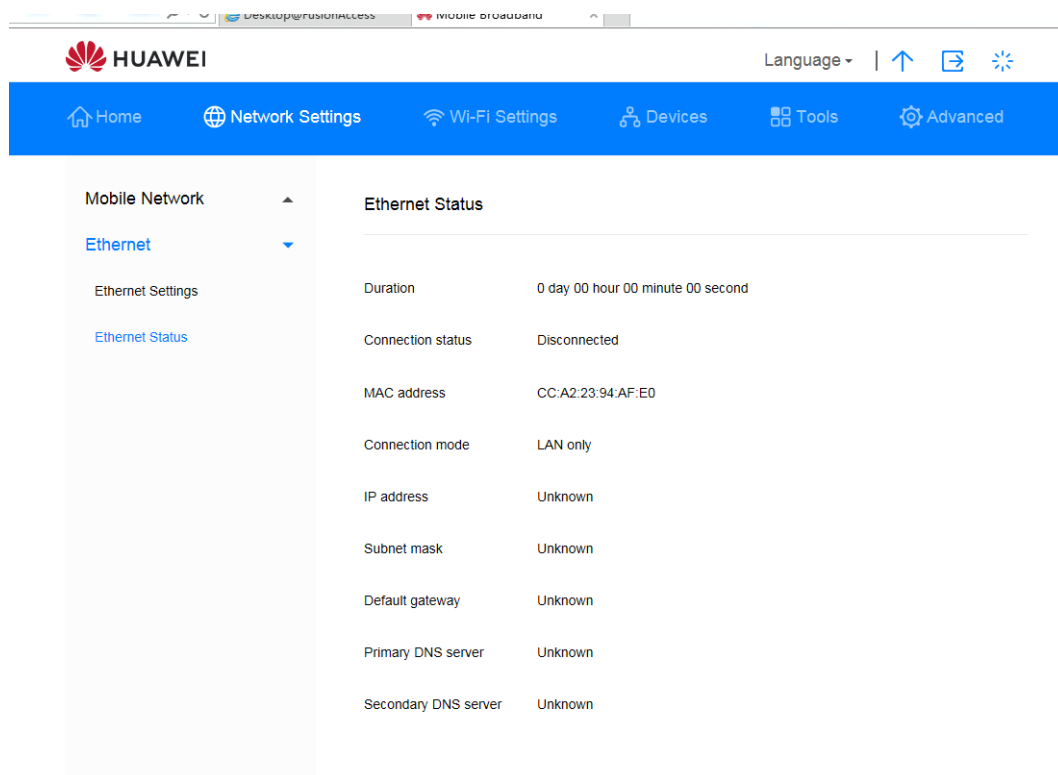 Desktop@FusionAccess Mobile Broadband
HUAWEI Language
Home Network Settings Wi-Fi Settings Devices Tools Advanced
Mobile Network
Ethernet
Ethernet Settings
Ethernet Status
Ethernet Status
Duration 0 day 00 hour 00 minute 00 second
Connection status Disconnected
MAC address CC:A2:23:94:AF:E0
Connection mode LAN only
IP address Unknown
Subnet mask Unknown
Default gateway Unknown
Primary DNS server Unknown
Secondary DNS server Unknown